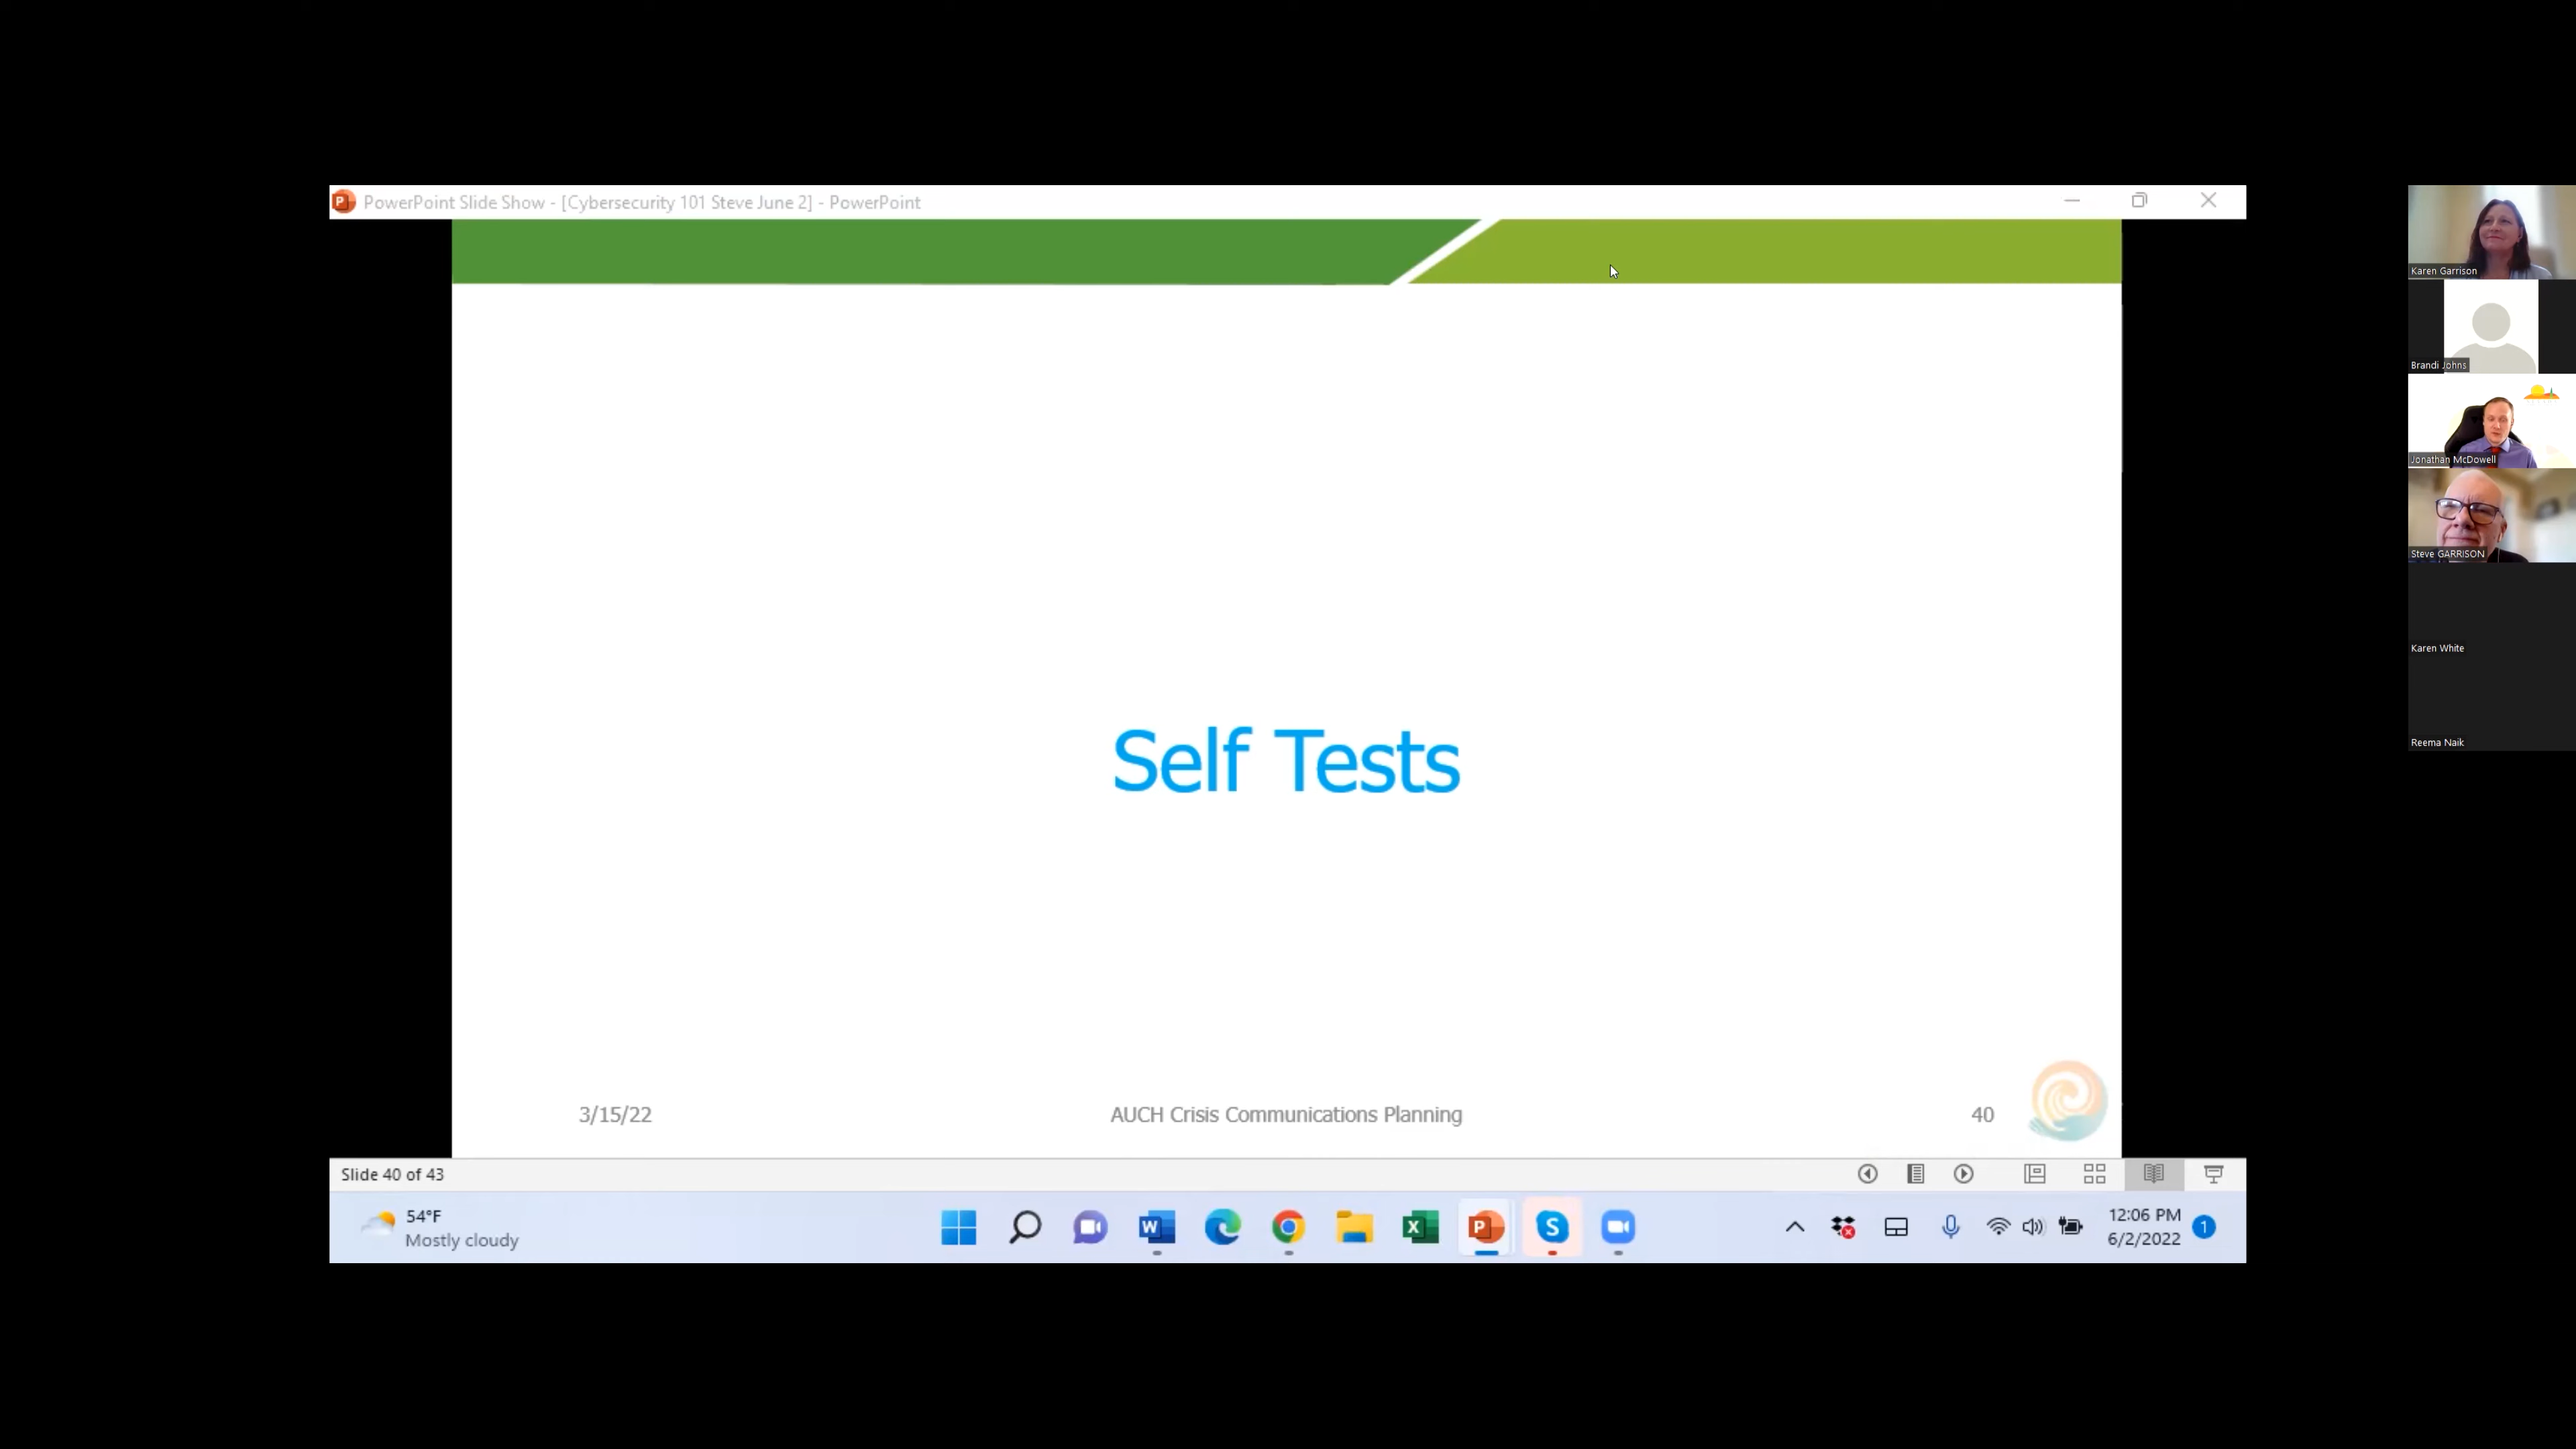 PowerPoint Slide Show - [Cybersecurity 101 Steve June 2] - PowerPoint
Self Tests
3/15/22
AUCH Crisis Communications Planning
40
Slide 40 of 43
54°F
Mostly cloudy
12:06 PM
6/2/2022
1
Karen Garrison
Brandi Johns
Jonathan McDowell
Steve GARRISON
Karen White
Reema Naik